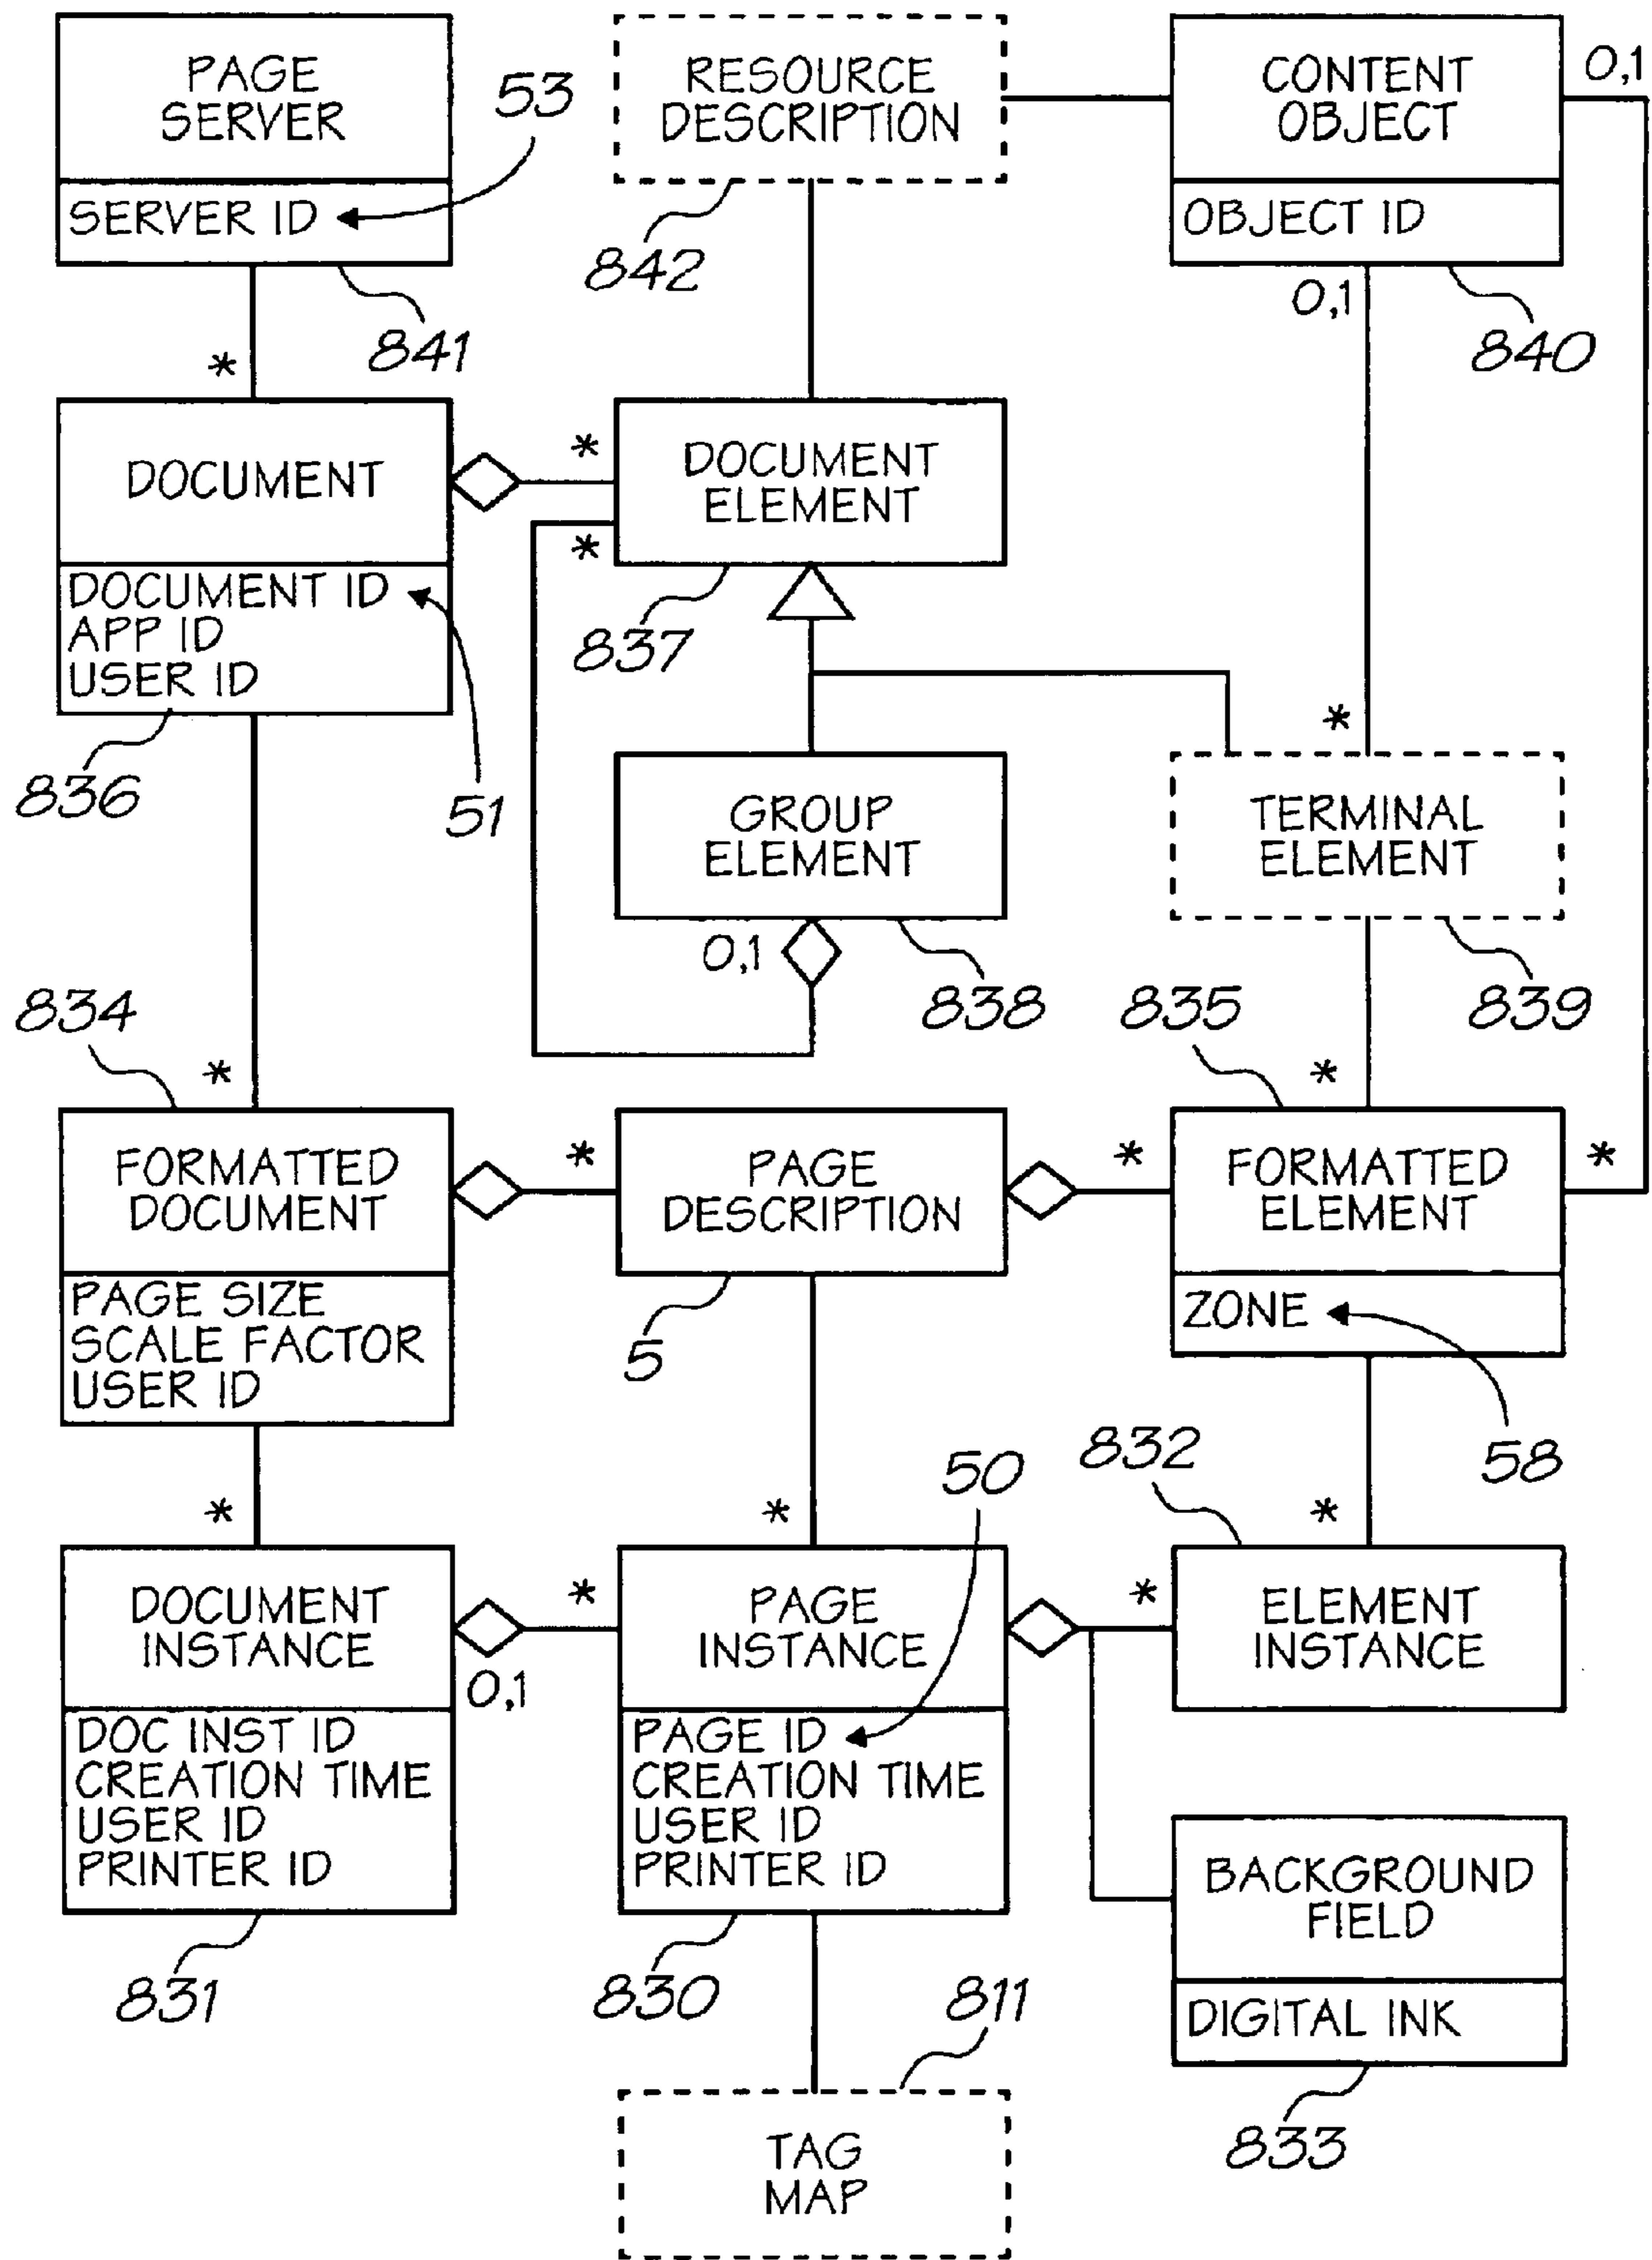 PAGE
SERVER
SERVER ID
53
841
RESOURCE
DESCRIPTION
842
CONTENT
OBJECT
OBJECT ID
0,1
0,1
840
*
DOCUMENT
DOCUMENT ID
APP ID
USER ID
836
51
*
*
DOCUMENT
ELEMENT
837
GROUP
ELEMENT
0,1
838
*
TERMINAL
ELEMENT
839
834
*
FORMATTED
DOCUMENT
PAGE SIZE
SCALE FACTOR
USER ID
*
PAGE
DESCRIPTION
5
835
*
*
FORMATTED
ELEMENT
*
ZONE
58
*
DOCUMENT
INSTANCE
0,1
DOC INST ID
CREATION TIME
USER ID
PRINTER ID
831
*
*
50
PAGE
INSTANCE
PAGE ID
CREATION TIME
USER ID
PRINTER ID
830
832
*
*
ELEMENT
INSTANCE
BACKGROUND
FIELD
DIGITAL INK
833
811
TAG
MAP